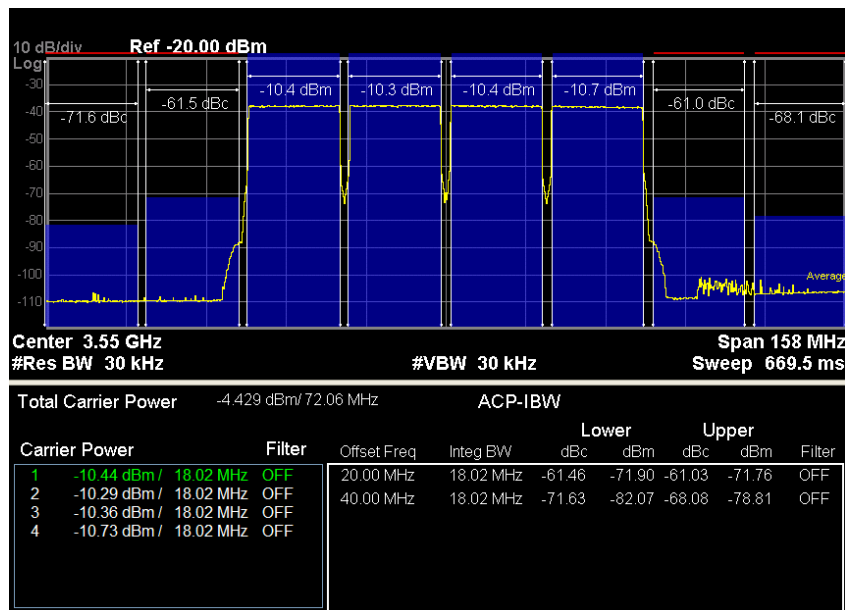 10 dB/div Ref -20.00 dBm
Log
-30
-10.4 dBm -10.3 dBm -10.4 dBm -10.7 dBm
-40
-71.6 dBc -61.5 dBc -61.0 dBc -68.1 dBc
-50
-60
-70
-80
-90
-100
Average
-110
Center 3.55 GHz Span 158 MHz
#Res BW 30 kHz #VBW 30 kHz Sweep 669.5 ms
Total Carrier Power -4.429 dBm/ 72.06 MHz ACP-IBW
Lower Upper
Carrier Power Filter Offset Freq Integ BW dBc dBm dBc dBm Filter
1 -10.44 dBm / 18.02 MHz OFF 20.00 MHz 18.02 MHz -61.46 -71.90 -61.03 -71.76 OFF
2 -10.29 dBm / 18.02 MHz OFF 40.00 MHz 18.02 MHz -71.63 -82.07 -68.08 -78.81 OFF
3 -10.36 dBm / 18.02 MHz OFF
4 -10.73 dBm / 18.02 MHz OFF